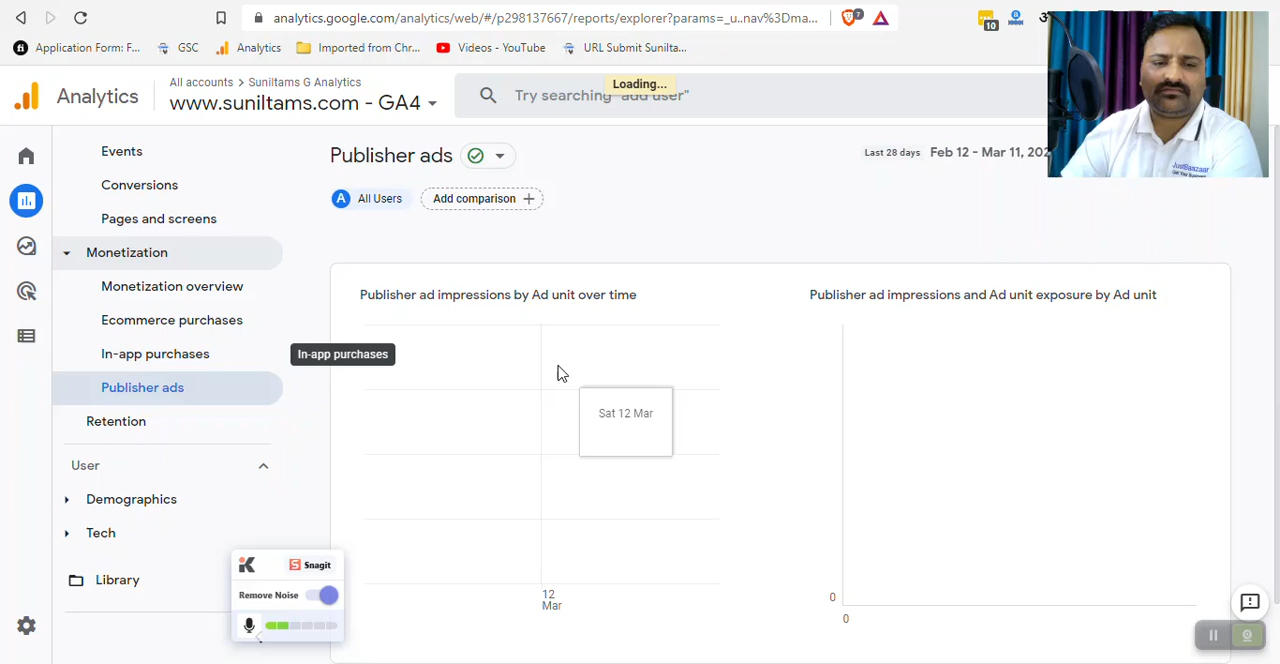 analytics.google.com/analytics/web/#/p298137667/reports/explorer?params=_u..nav%3Dma...
7
10
Application Form: F...
GSC
Analytics
Imported from Chr...
Videos - YouTube
URL Submit Sunilta...
Analytics
All accounts > Suniltams G Analytics
www.suniltams.com - GA4
Try searching "add user"
Loading...
Events
Conversions
Pages and screens
Monetization
Monetization overview
Ecommerce purchases
In-app purchases
Publisher ads
Retention
User
Demographics
Tech
Library
In-app purchases
Publisher ads
Last 28 days Feb 12 - Mar 11, 202
A All Users
Add comparison +
Publisher ad impressions by Ad unit over time
Sat 12 Mar
12
Mar
Publisher ad impressions and Ad unit exposure by Ad unit
0
0
K Snagit
Remove Noise
JustBaazaar